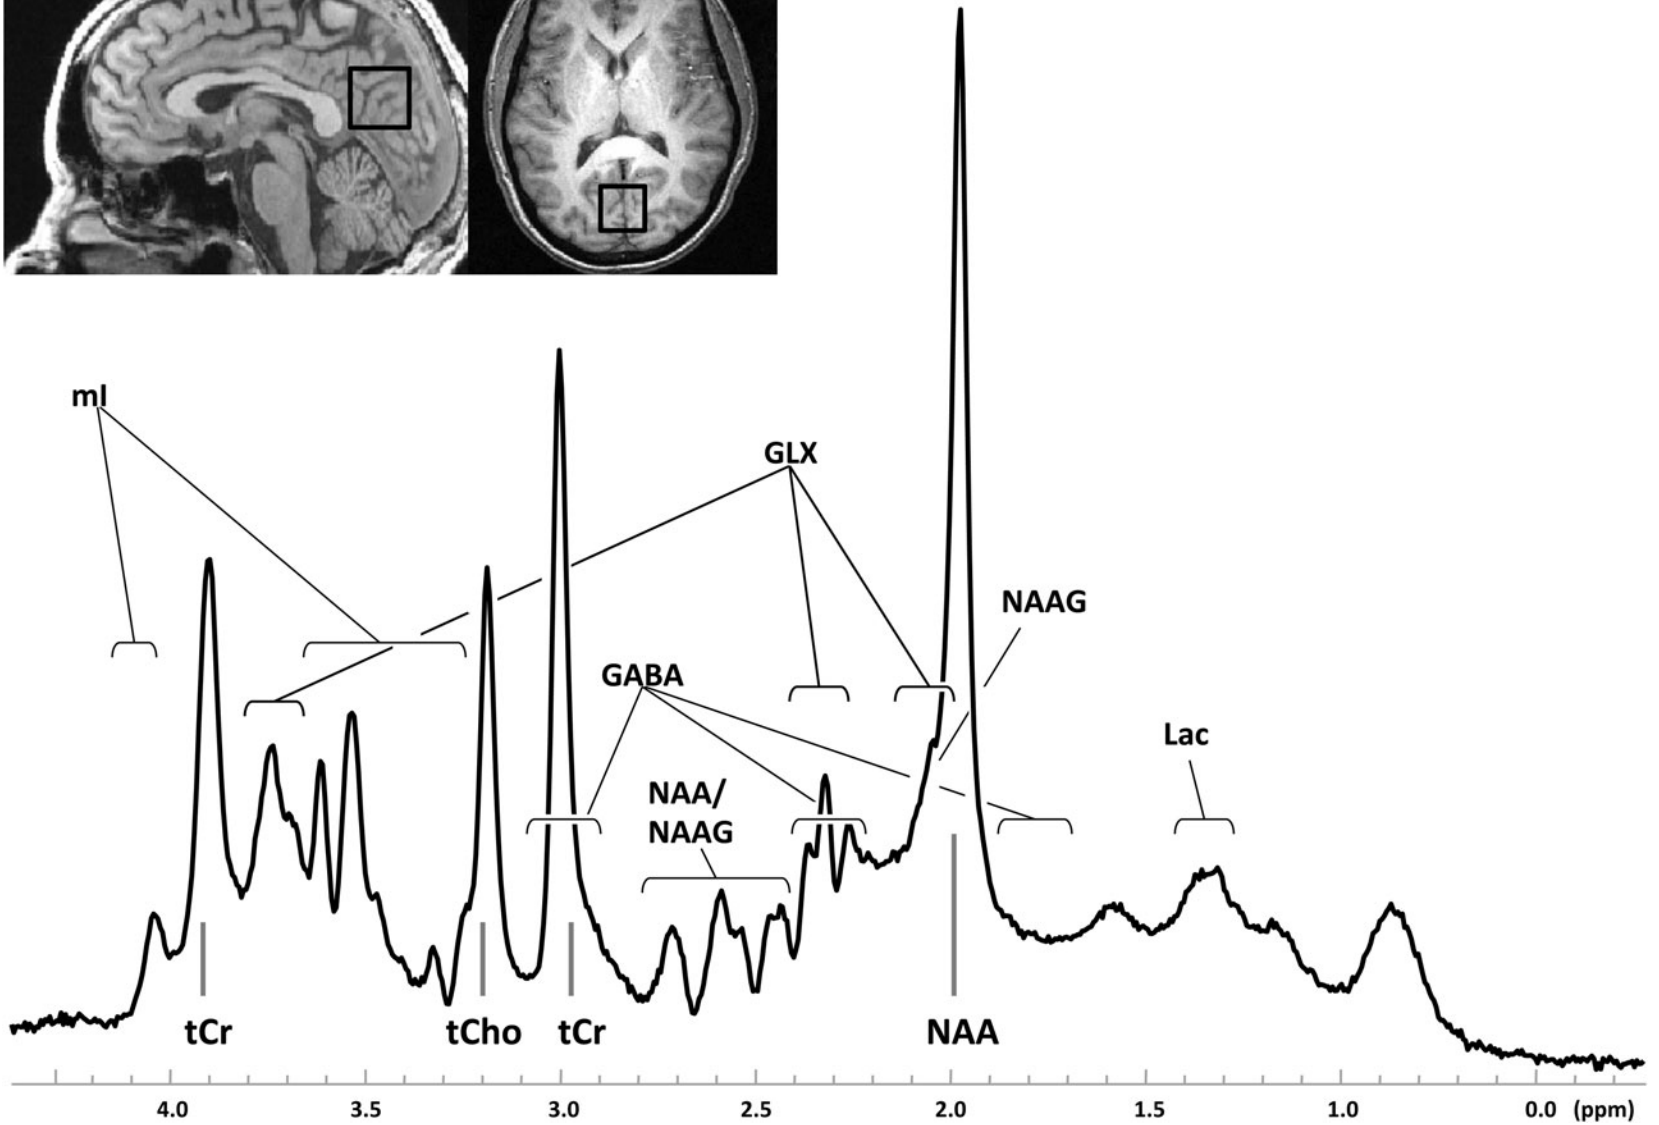 mI
GLX
NAAG
GABA
Lac
NAA/
NAAG
tCr
tCho
tCr
NAA
4.0 3.5 3.0 2.5 2.0 1.5 1.0 0.0 (ppm)